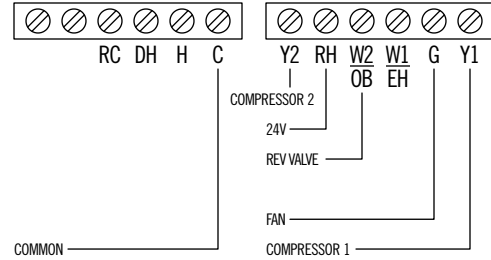 RC DH H C Y2 RH W2 W1 G Y1
OB EH
COMPRESSOR 2
24V
REV VALVE
FAN
COMMON COMPRESSOR 1